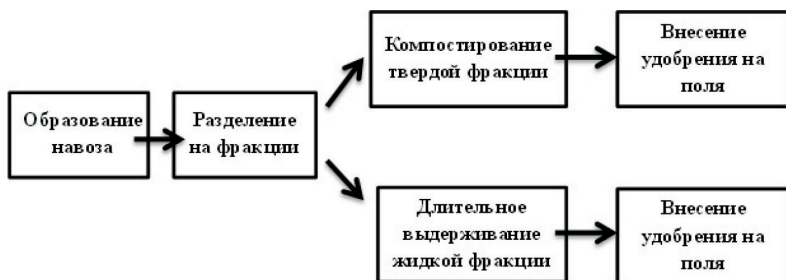 Образование
навоза
Разделение
на фракции
Компостирование
твердой фракции
Внесение
удобрения на
поля
Длительное
выдерживание
жидкой фракции
Внесение
удобрения на
поля